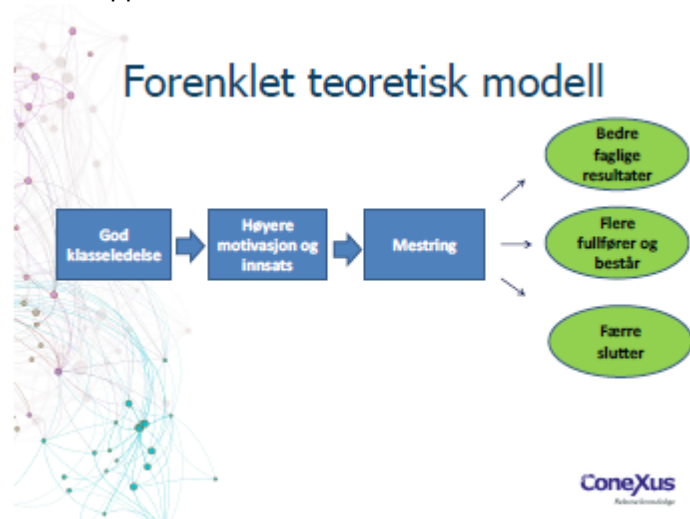 Forenklet teoretisk modell
God
klasseledelse
Høyere
motivasjon og
innsats
Mestring
Bedre
faglige
resultater
Flere
fullfører og
består
Færre
slutter
ConeXus